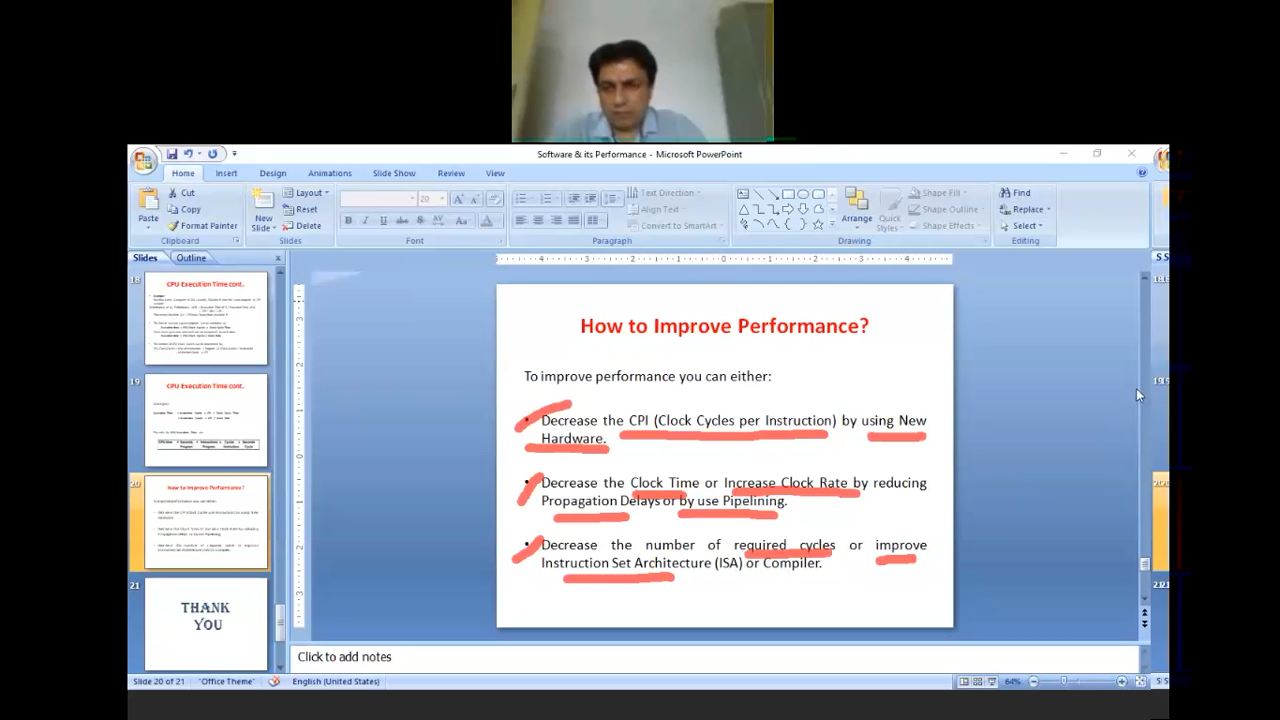 Software & its Performance - Microsoft PowerPoint
Home Insert Design Animations Slide Show Review View
Cut
Copy
Format Painter
Paste
Clipboard
New
Slide
Layout
Reset
Delete
Slides
20
Font
Text Direction
Align Text
Convert to SmartArt
Paragraph
Arrange
Quick
Styles
Shape Fill
Shape Outline
Shape Effects
Drawing
Find
Replace
Select
Editing
Slides Outline
18
CPU Execution Time cont.
19
CPU Execution Time cont.
20
How to Improve Performance?
21
THANK
YOU
How to Improve Performance?
To improve performance you can either:
• Decrease the CPI (Clock Cycles per Instruction) by using New
Hardware.
• Decrease the Clock Time or Increase Clock Rate by reducing
Propagation Delays or by use Pipelining.
• Decrease the number of required cycles or improve
Instruction Set Architecture (ISA) or Compiler.
Click to add notes
Slide 20 of 21 "Office Theme" English (United States) 64%